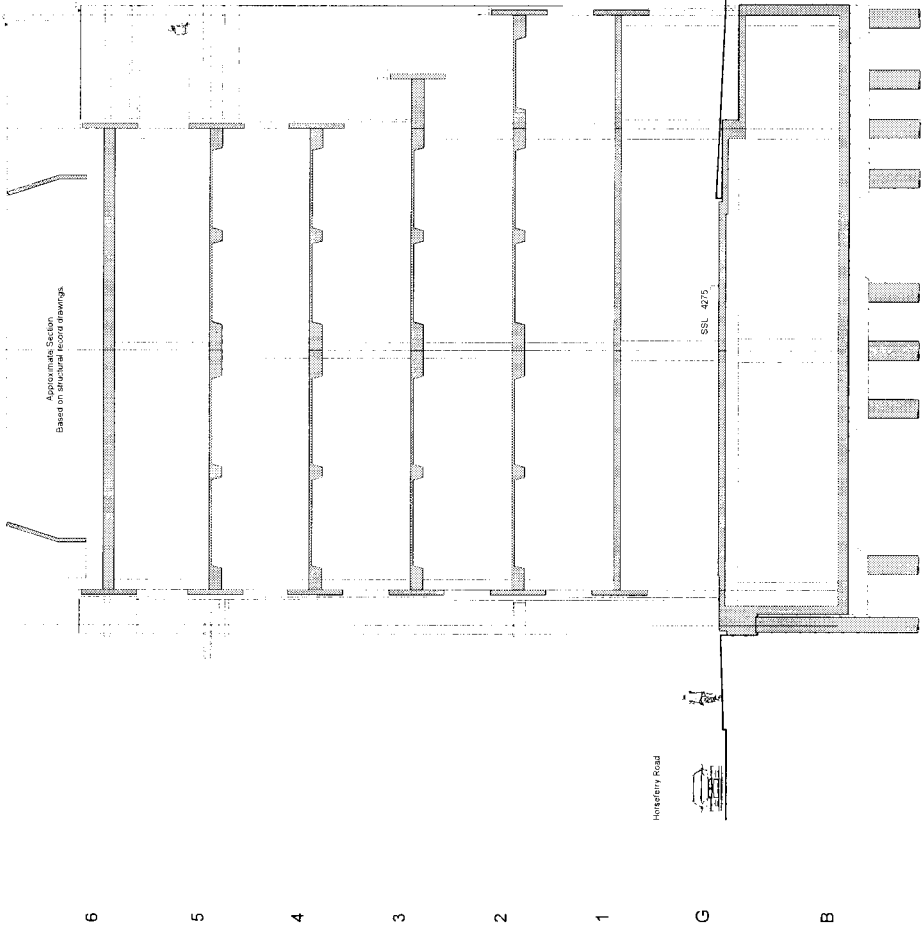 Approximate Section
Based on structural record drawings.
6
5
4
3
2
1
G
SSL 4275
Horseferry Road
B